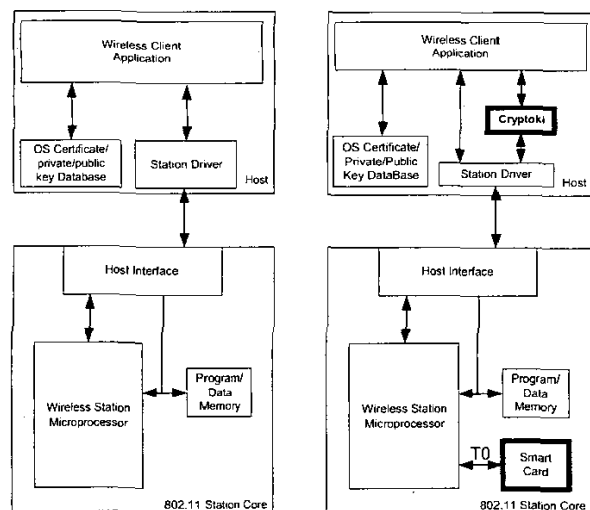 Wireless Client
Application
OS Certificate/
private/public
key Database
Station Driver
Host
Host Interface
Wireless Station
Microprocessor
Program/
Data
Memory
802.11 Station Core
Wireless Client
Application
Cryptoki
OS Certificate/
Private/Public
Key DataBase
Station Driver
Host
Host Interface
Wireless Station
Microprocessor
Program/
Data
Memory
T0
Smart
Card
802.11 Station Core